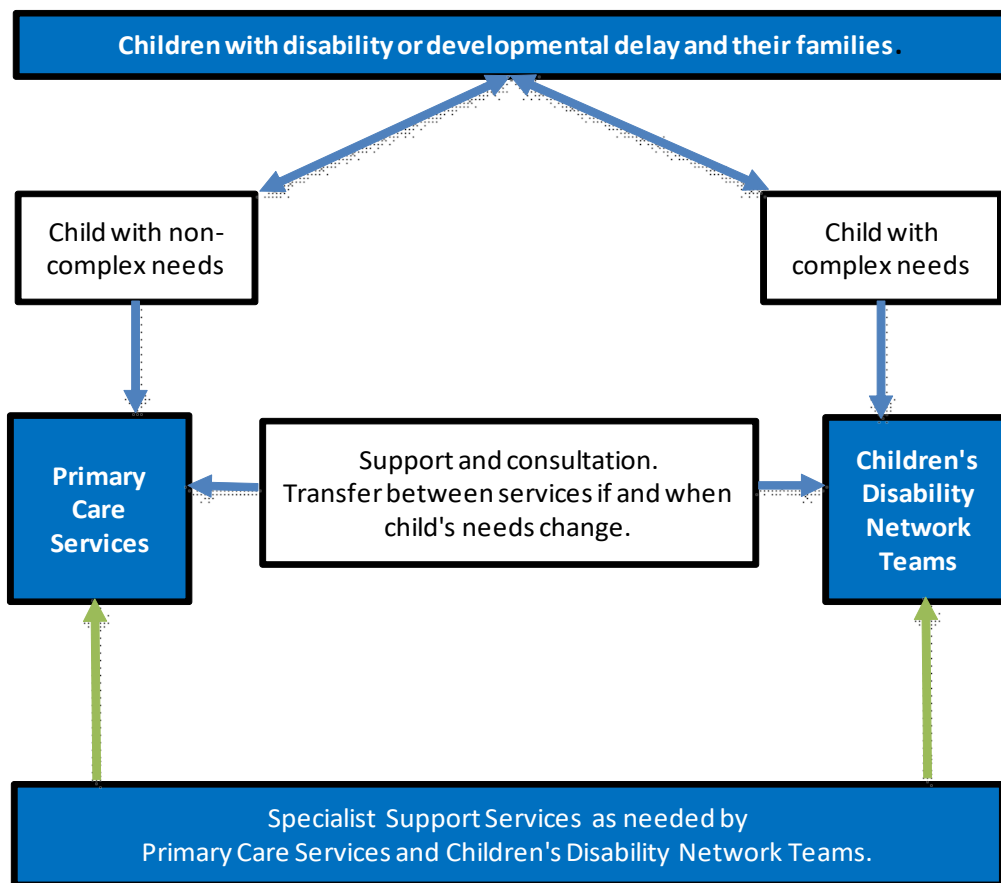 Children with disability or developmental delay and their families.
Child with non-
complex needs
Child with
complex needs
Primary
Care
Services
Support and consultation.
Transfer between services if and when
child's needs change.
Children's
Disability
Network
Teams
Specialist Support Services as needed by
Primary Care Services and Children's Disability Network Teams.